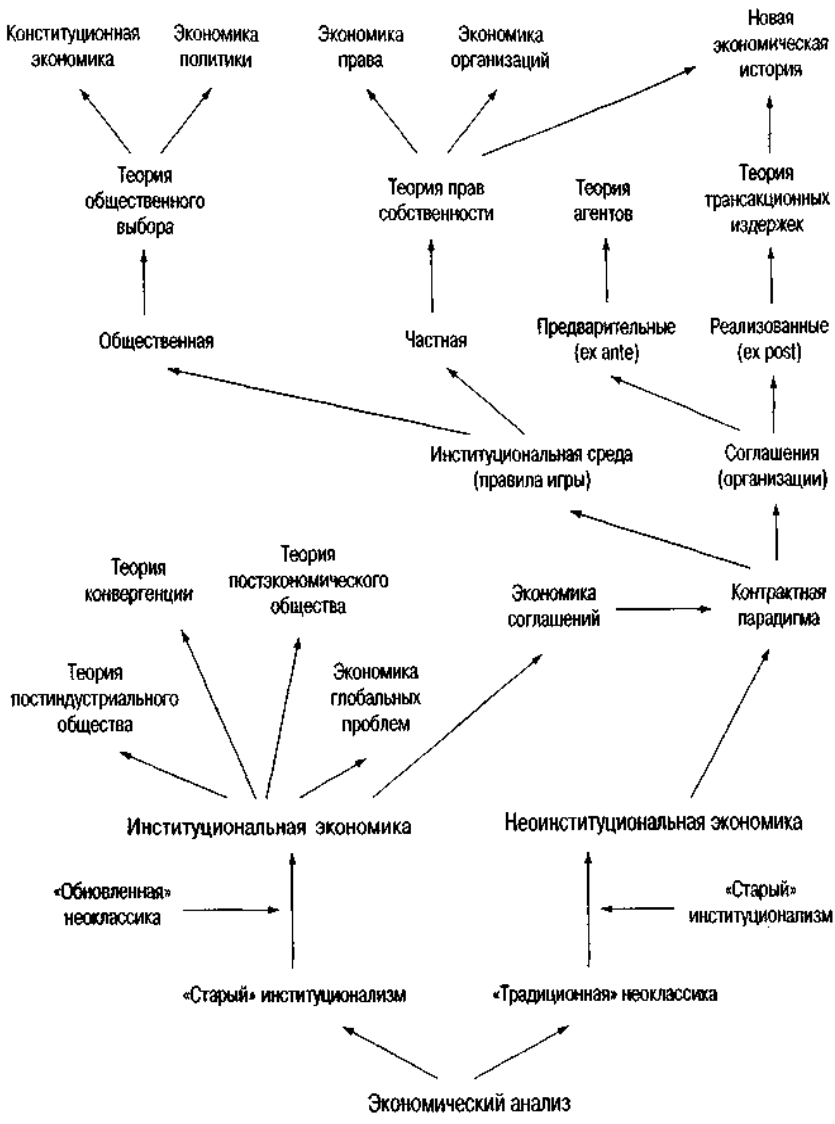 Конституционная
экономика
Экономика
политики
Экономика
права
Экономика
организаций
Новая
экономическая
история
Теория
общественного
выбора
Теория прав
собственности
Теория
агентов
Теория
трансакционных
издержек
Общественная
Частная
Предварительные
(ex ante)
Реализованные
(ex post)
Институциональная среда
(правила игры)
Соглашения
(организации)
Теория
конвергенции
Теория
постэкономического
общества
Экономика
соглашений
Контрактная
парадигма
Теория
постиндустриального
общества
Экономика
глобальных
проблем
Институциональная экономика
Неоинституциональная экономика
«Обновленная»
неоклассика
«Старый»
институционализм
«Старый» институционализм
«Традиционная» неоклассика
Экономический анализ